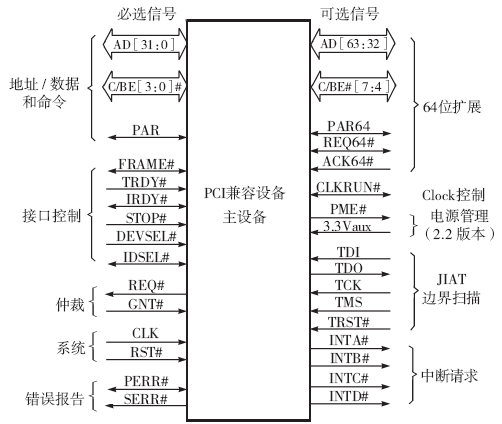 必选信号
可选信号
AD[31:0]
C/BE[3:0]#
地址/数据
和命令
PAR
FRAME#
TRDY#
IRDY#
STOP#
DEVSEL#
IDSEL#
接口控制
REQ#
GNT#
仲裁
CLK
RST#
系统
PERR#
SERR#
错误报告
PCI兼容设备
主设备
AD[63:32]
C/BE#[7:4]
PAR64
REQ64#
ACK64#
64位扩展
CLKRUN#
Clock控制
PME#
3.3Vaux
电源管理
(2.2版本)
TDI
TDO
TCK
TMS
TRST#
JIAT
边界扫描
INTA#
INTB#
INTC#
INTD#
中断请求